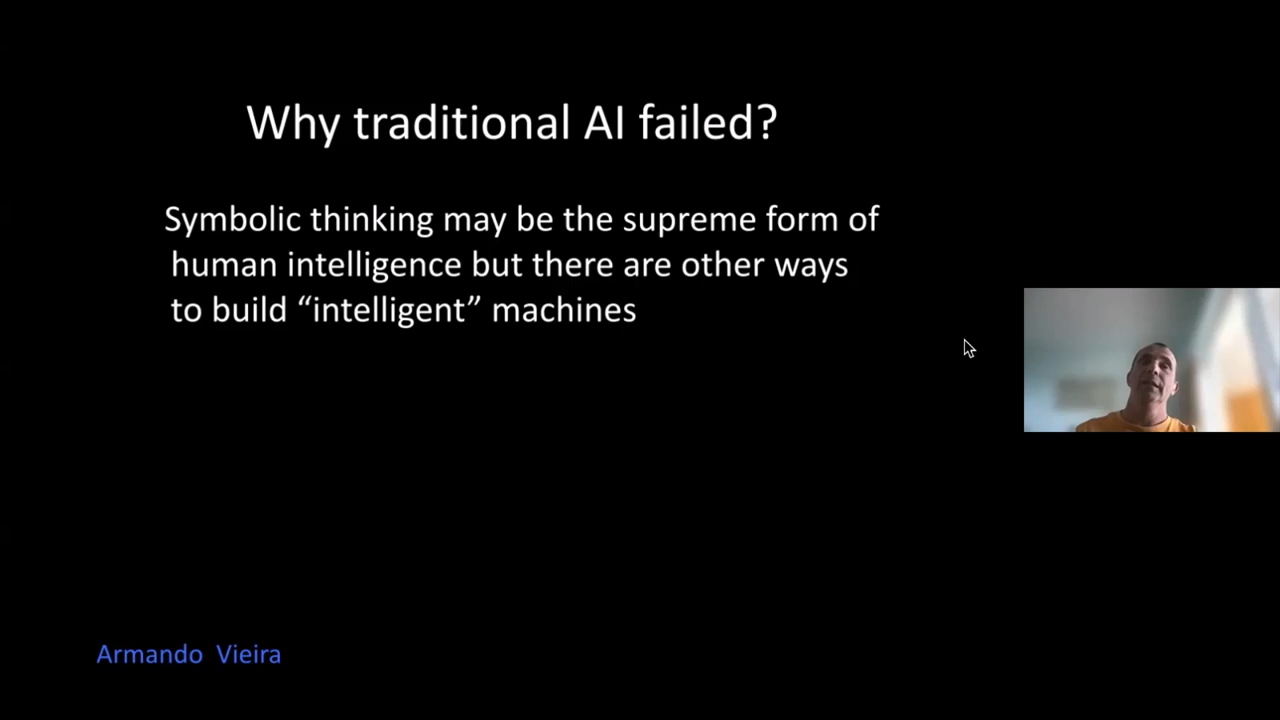 Why traditional AI failed?
Symbolic thinking may be the supreme form of
human intelligence but there are other ways
to build “intelligent” machines
Armando Vieira